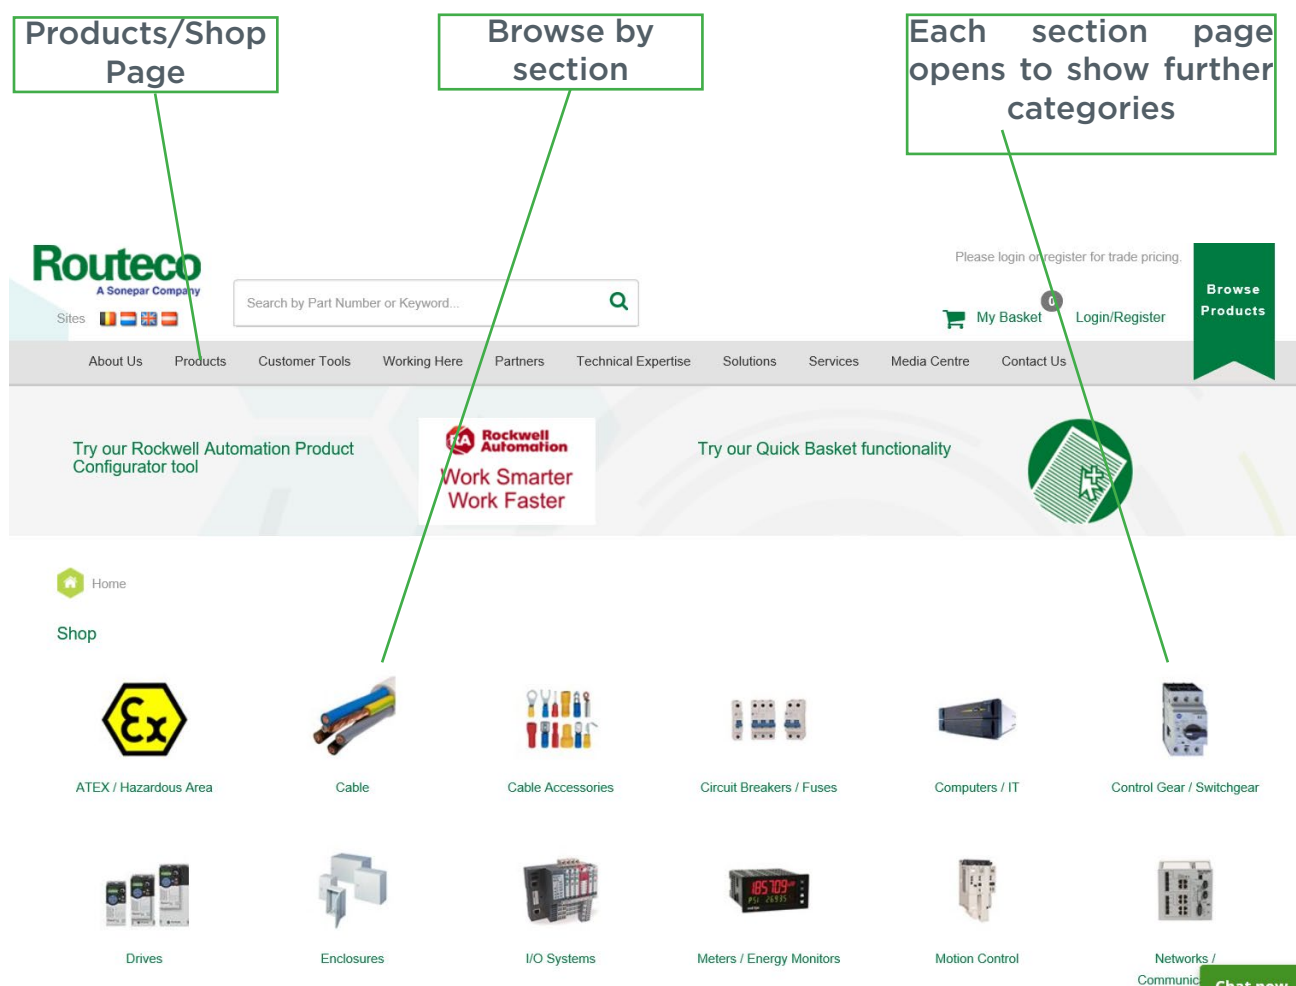 Products/Shop
Page
Browse by
section
Each section page
opens to show further
categories
Routeco
A Sonepar Company
Sites
Search by Part Number or Keyword...
Please login or register for trade pricing.
0
My Basket
Login/Register
Browse
Products
About Us
Products
Customer Tools
Working Here
Partners
Technical Expertise
Solutions
Services
Media Centre
Contact Us
Try our Rockwell Automation Product
Configurator tool
RA
Rockwell
Automation
Work Smarter
Work Faster
Try our Quick Basket functionality
Home
Shop
Ex
ATEX / Hazardous Area
Cable
Cable Accessories
Circuit Breakers / Fuses
Computers / IT
Control Gear / Switchgear
Drives
Enclosures
I/O Systems
Meters / Energy Monitors
Motion Control
Networks /